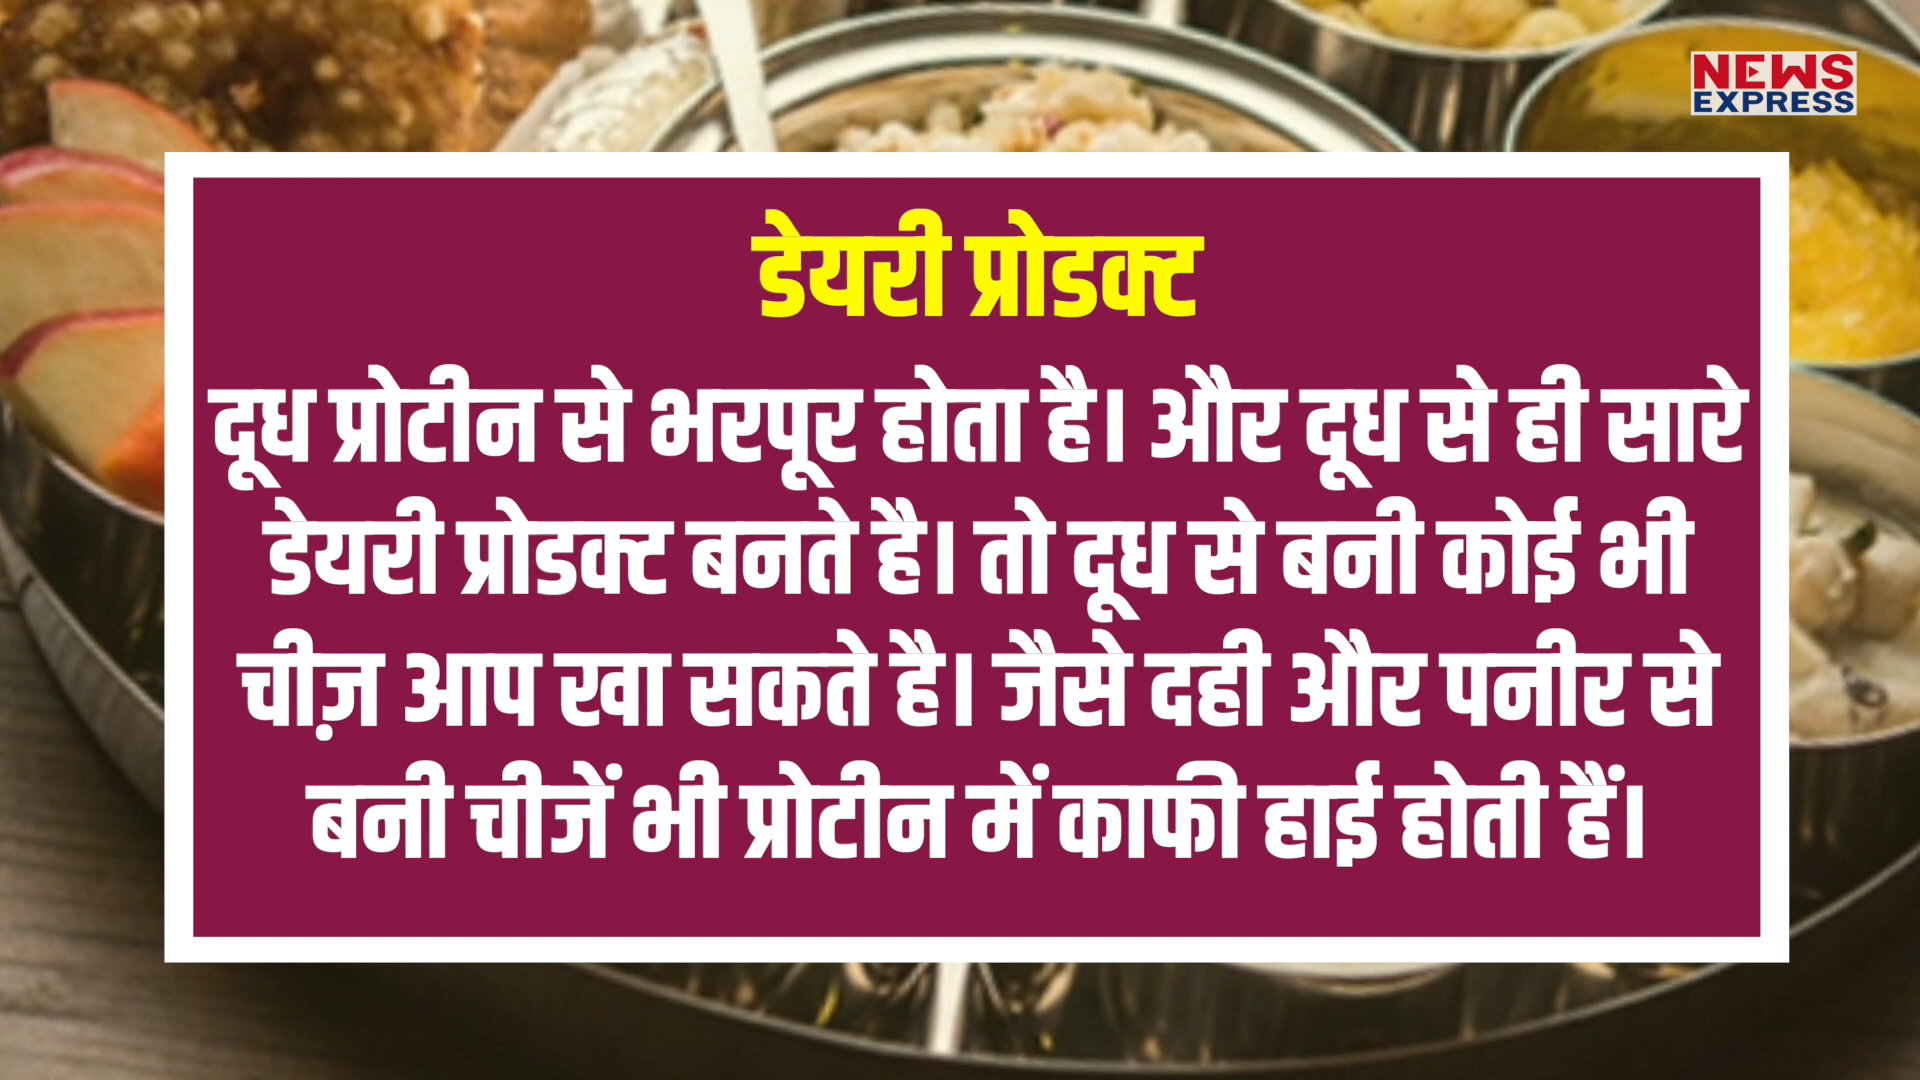 NEWS
EXPRESS
डेयरी प्रोडक्ट
दूध प्रोटीन से भरपूर होता है। और दूध से ही सारे
डेयरी प्रोडक्ट बनते है। तो दूध से बनी कोई भी
चीज़ आप खा सकते है। जैसे दही और पनीर से
बनी चीजें भी प्रोटीन में काफी हाई होती हैं।